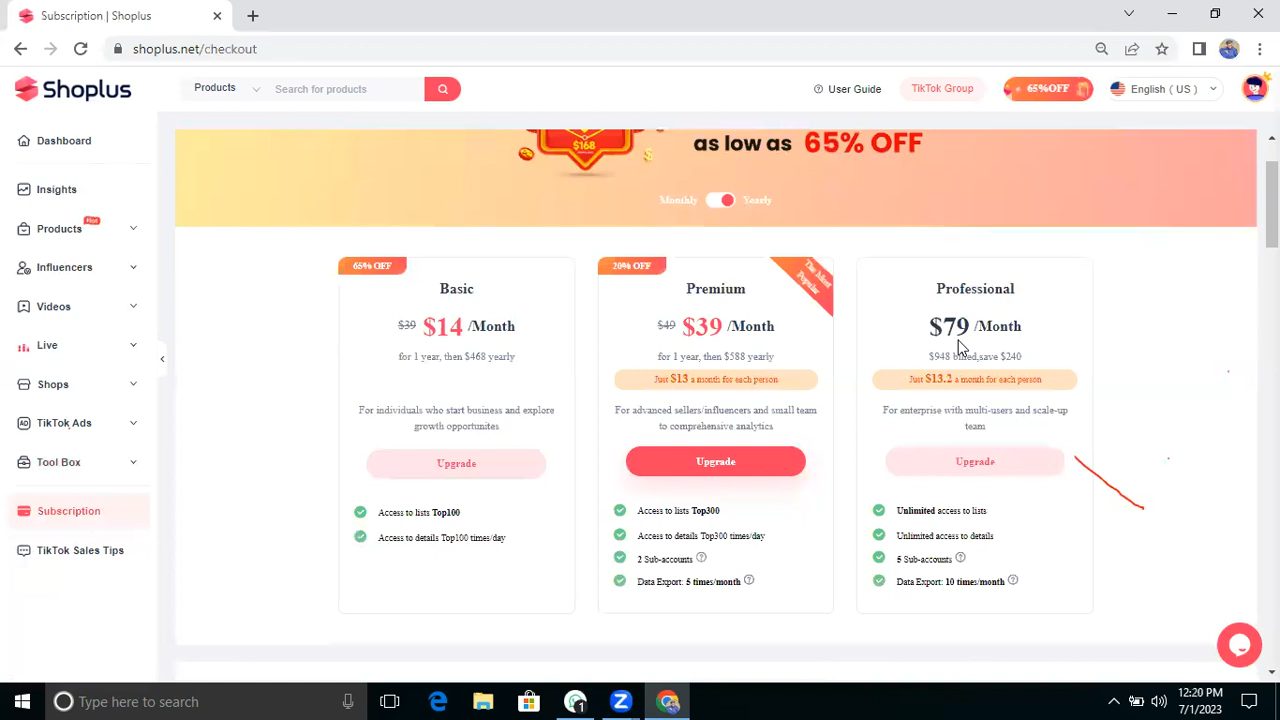 Subscription | Shoplus
shoplus.net/checkout
Shoplus
Products
Search for products
User Guide
TikTok Group
65%OFF
English ( US )
Dashboard
Insights
Products
Hot
Influencers
Videos
Live
Shops
TikTok Ads
Tool Box
Subscription
TikTok Sales Tips
$168
as low as 65% OFF
Monthly
Yearly
65% OFF
Basic
$39 $14 /Month
for 1 year, then $468 yearly
For individuals who start business and explore
growth opportunites
Upgrade
Access to lists Top100
Access to details Top100 times/day
20% OFF
The Most
Popular
Premium
$49 $39 /Month
for 1 year, then $588 yearly
Just $13 a month for each person
For advanced sellers/influencers and small team
to comprehensive analytics
Upgrade
Access to lists Top300
Access to details Top300 times/day
2 Sub-accounts
Data Export: 5 times/month
Professional
$79 /Month
$948 billed,save $240
Just $13.2 a month for each person
For enterprise with multi-users and scale-up
team
Upgrade
Unlimited access to lists
Unlimited access to details
5 Sub-accounts
Data Export: 10 times/month
Type here to search
1
12:20 PM
7/1/2023